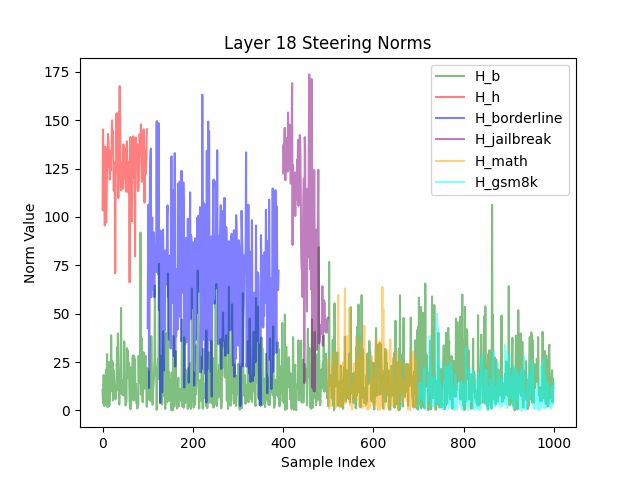 Layer 18 Steering Norms
Norm Value
175
150
125
100
75
50
25
0
H_b
H_h
H_borderline
H_jailbreak
H_math
H_gsm8k
0
200
400
600
800
1000
Sample Index